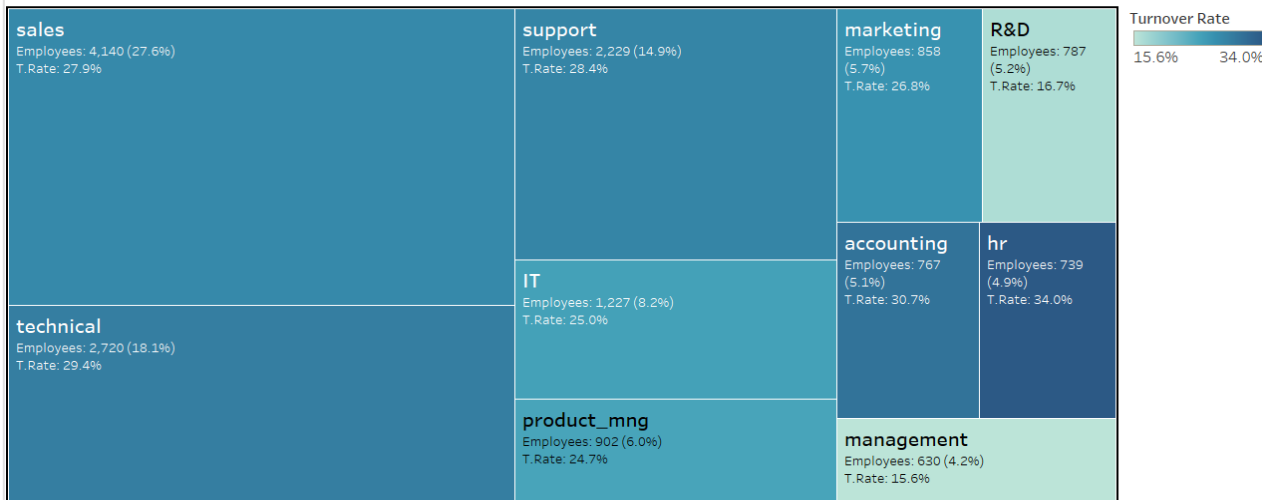 sales
Employees: 4,140 (27.6%)
T.Rate: 27.9%
technical
Employees: 2,720 (18.1%)
T.Rate: 29.4%
support
Employees: 2,229 (14.9%)
T.Rate: 28.4%
IT
Employees: 1,227 (8.2%)
T.Rate: 25.0%
product_mng
Employees: 902 (6.0%)
T.Rate: 24.7%
marketing
Employees: 858
(5.7%)
T.Rate: 26.8%
R&D
Employees: 787
(5.2%)
T.Rate: 16.7%
accounting
Employees: 767
(5.1%)
T.Rate: 30.7%
hr
Employees: 739
(4.9%)
T.Rate: 34.0%
management
Employees: 630 (4.2%)
T.Rate: 15.6%
Turnover Rate
15.6% 34.0%